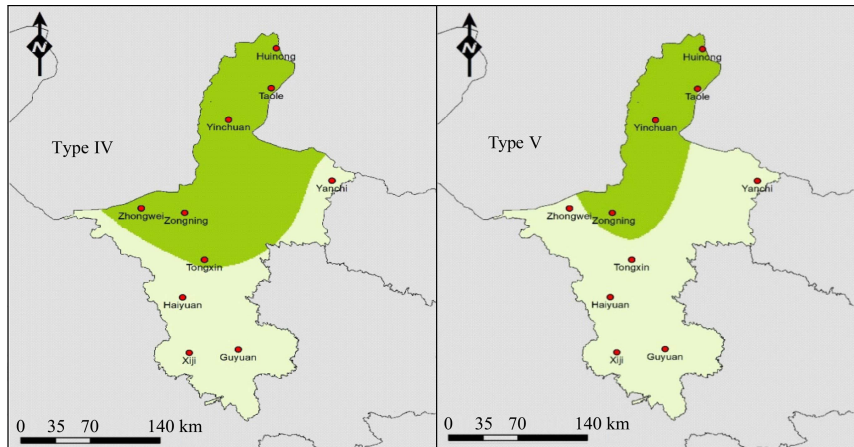 N
Huinong
Taole
Yinchuan
Type IV
Yanchi
Zhongwei
Zongning
Tongxin
Haiyuan
Xiji
Guyuan
0 35 70 140 km
N
Huinong
Taole
Yinchuan
Type V
Yanchi
Zhongwei
Zongning
Tongxin
Haiyuan
Xiji
Guyuan
0 35 70 140 km